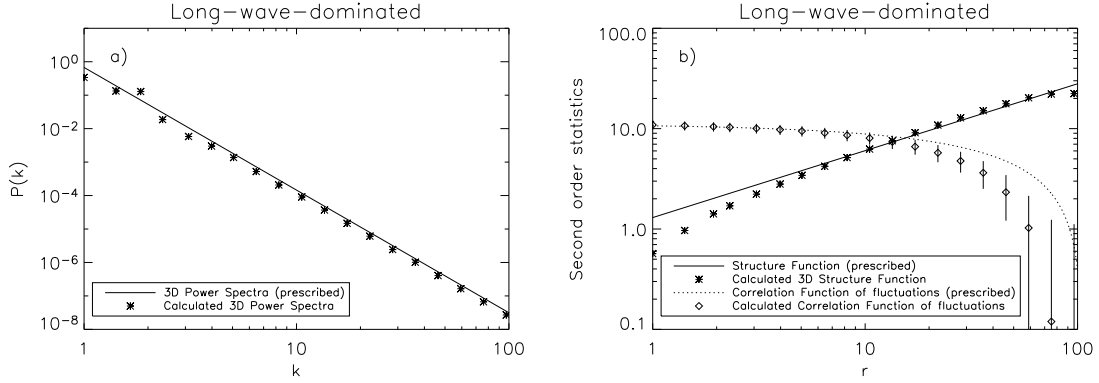 Long-wave-dominated
a)
10^0
10^-2
10^-4
10^-6
10^-8
P(k)
3D Power Spectra (prescribed)
Calculated 3D Power Spectra
1
10
100
k
Long-wave-dominated
b)
100.0
10.0
1.0
0.1
Second order statistics
Structure Function (prescribed)
Calculated 3D Structure Function
Correlation Function of fluctuations (prescribed)
Calculated Correlation Function of fluctuations
1
10
100
r